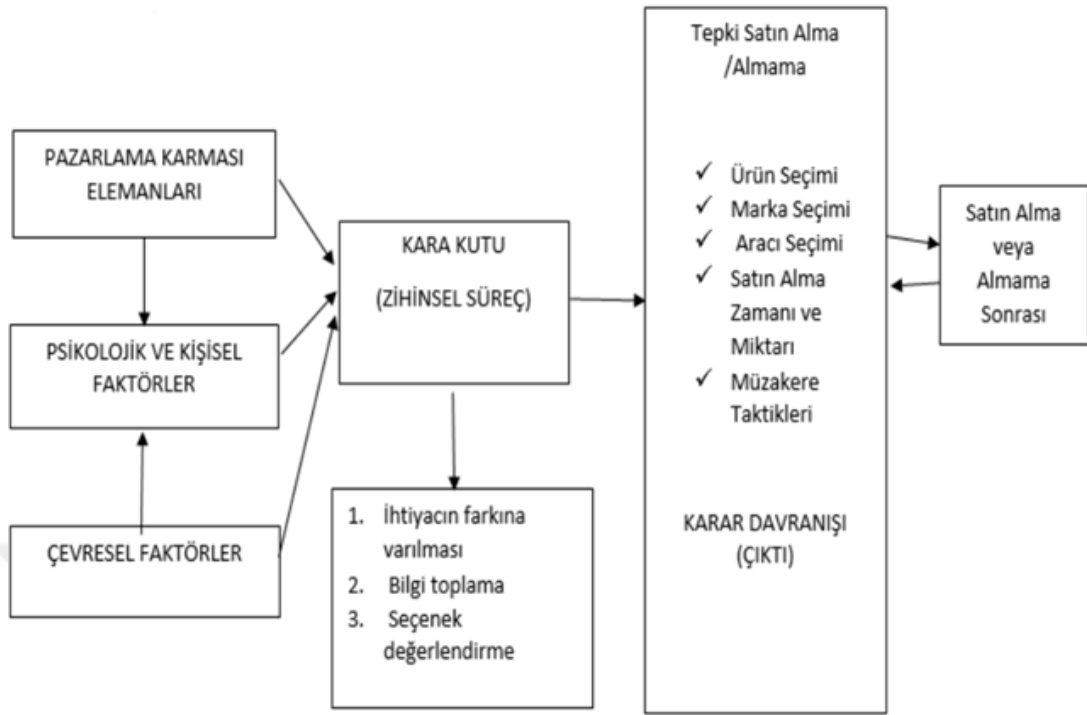 PAZARLAMA KARMASI
ELEMANLARI
PSİKOLOJİK VE KİŞİSEL
FAKTÖRLER
ÇEVRESEL FAKTÖRLER
KARA KUTU
(ZİHİNSEL SÜREÇ)
1. İhtiyacın farkına
varılması
2. Bilgi toplama
3. Seçenek
değerlendirme
Tepki Satın Alma
/Almama
✓ Ürün Seçimi
✓ Marka Seçimi
✓ Aracı Seçimi
✓ Satın Alma
Zamanı ve
Miktarı
✓ Müzakere
Taktikleri
KARAR DAVRANIŞI
(ÇIKTI)
Satın Alma
veya
Almama
Sonrası